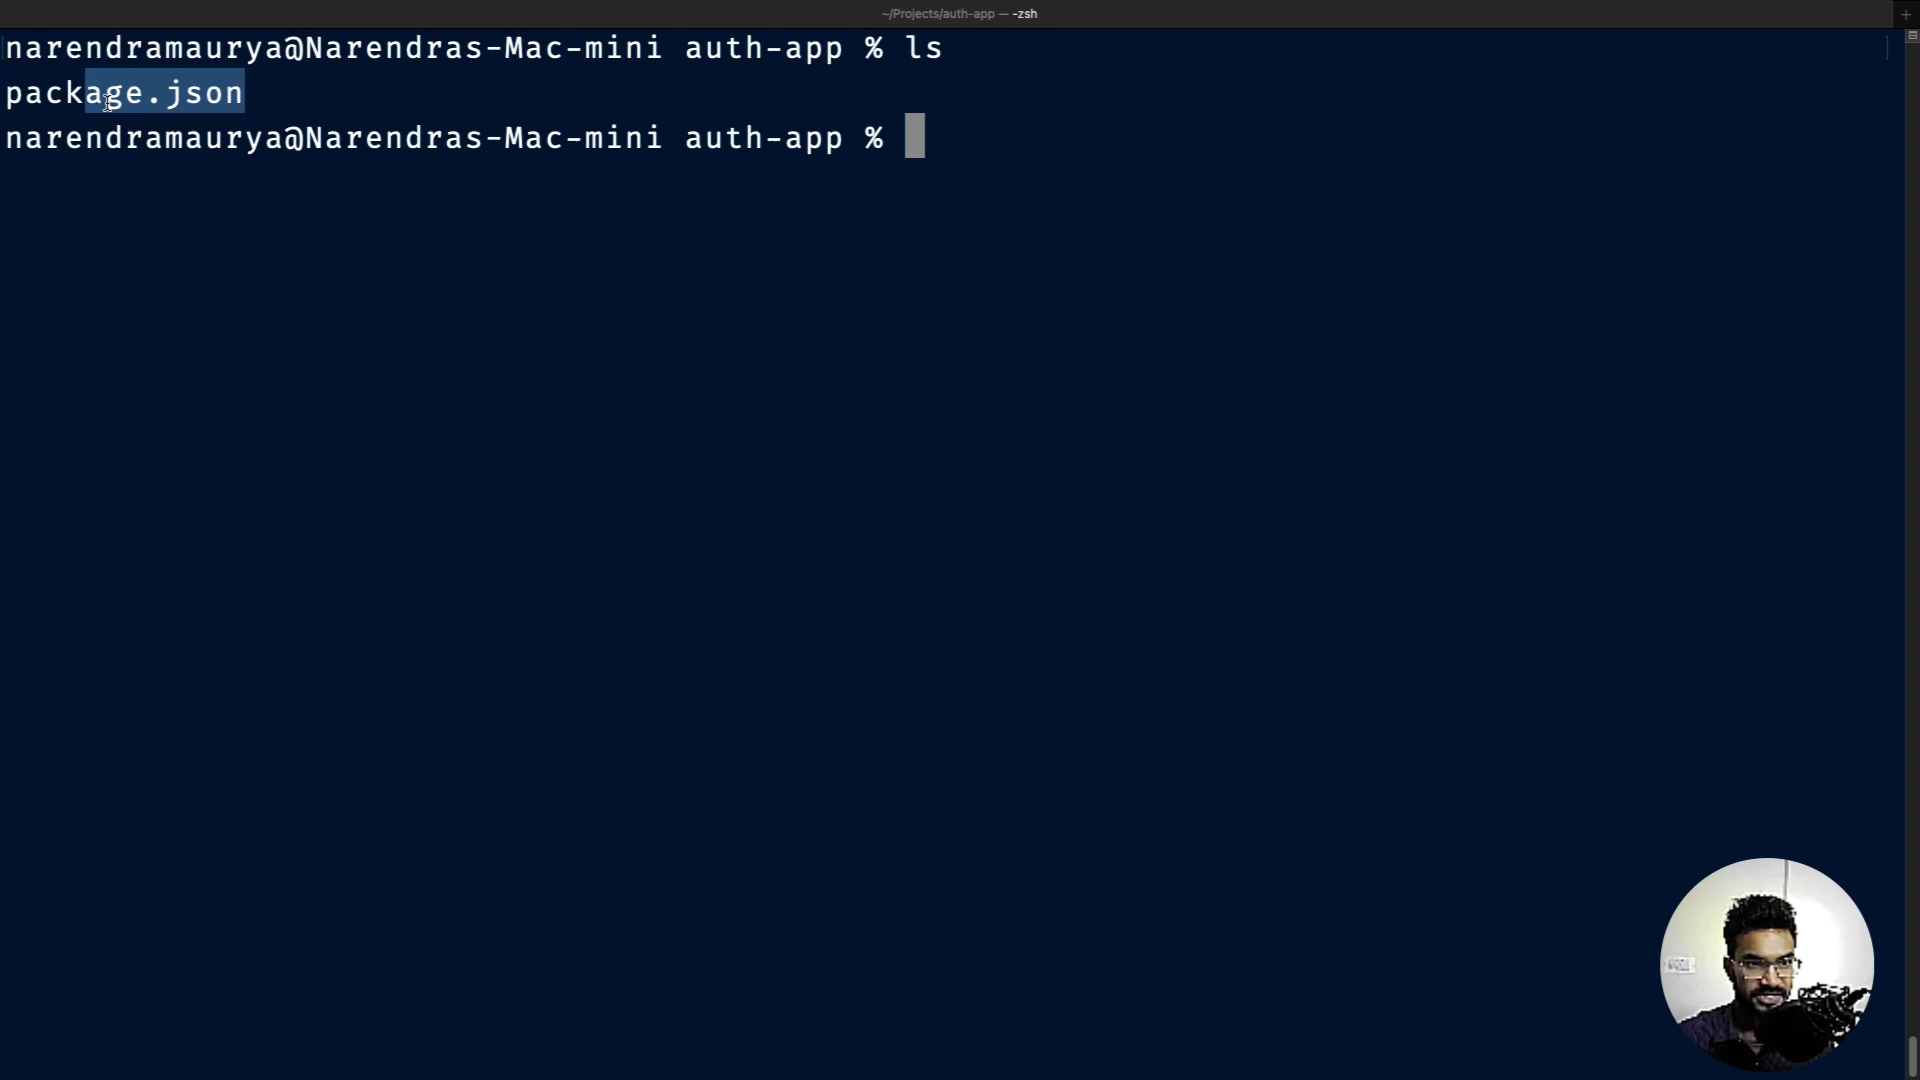 ~/Projects/auth-app — -zsh
narendramaurya@Narendras-Mac-mini auth-app % ls
package.json
narendramaurya@Narendras-Mac-mini auth-app %